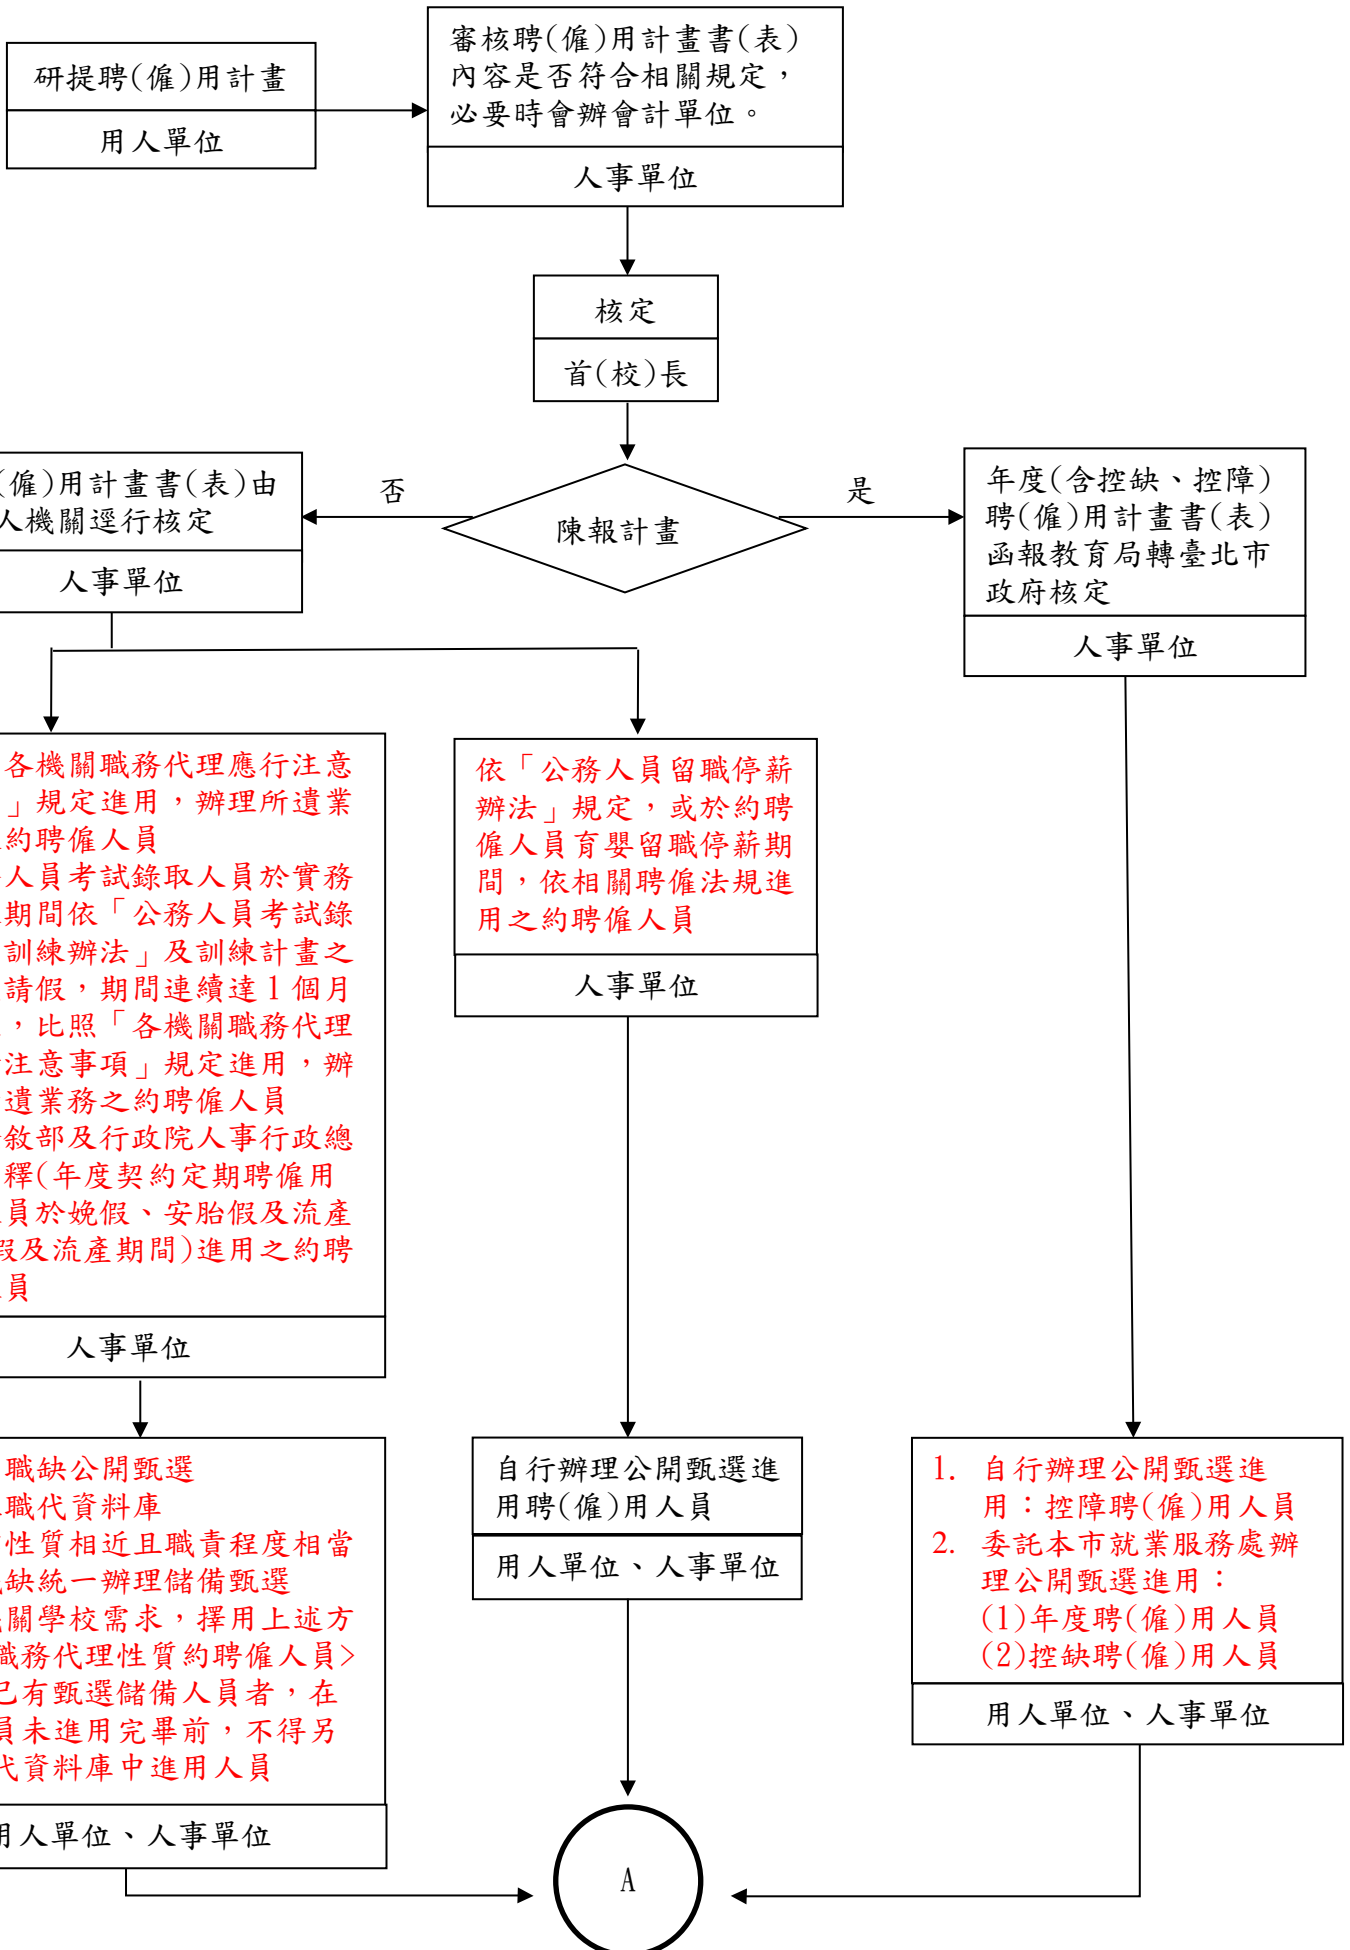 研提聘(僱)用計畫
用人單位
審核聘(僱)用計畫書(表)
內容是否符合相關規定，
必要時會辦會計單位。
人事單位
核定
首(校)長
陳報計畫
否
是
(僱)用計畫書(表)由
人機關逕行核定
人事單位
年度(含控缺、控障)
聘(僱)用計畫書(表)
函報教育局轉臺北市
政府核定
人事單位
各機關職務代理應行注意
」規定進用，辦理所遺業
約聘僱人員
人員考試錄取人員於實務
期間依「公務人員考試錄
訓練辦法」及訓練計畫之
請假，期間連續達1個月
，比照「各機關職務代理
注意事項」規定進用，辦
遺業務之約聘僱人員
敘部及行政院人事行政總
釋(年度契約定期聘僱用
員於娩假、安胎假及流產
假及流產期間)進用之約聘
員
人事單位
依「公務人員留職停薪
辦法」規定，或於約聘
僱人員育嬰留職停薪期
間，依相關聘僱法規進
用之約聘僱人員
人事單位
職缺公開甄選
職代資料庫
性質相近且職責程度相當
缺統一辦理儲備甄選
關學校需求，擇用上述方
職務代理性質約聘僱人員>
已有甄選儲備人員者，在
員未進用完畢前，不得另
代資料庫中進用人員
用人單位、人事單位
自行辦理公開甄選進
用聘(僱)用人員
用人單位、人事單位
1. 自行辦理公開甄選進
用：控障聘(僱)用人員
2. 委託本市就業服務處辦
理公開甄選進用：
(1)年度聘(僱)用人員
(2)控缺聘(僱)用人員
用人單位、人事單位
A